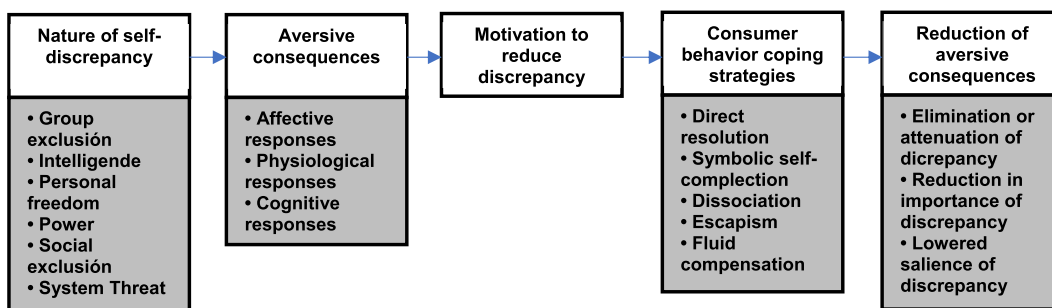 Nature of self-
discrepancy
• Group
exclusión
• Intelligende
• Personal
freedom
• Power
• Social
exclusión
• System Threat
Aversive
consequences
• Affective
responses
• Physiological
responses
• Cognitive
responses
Motivation to
reduce
discrepancy
Consumer
behavior coping
strategies
• Direct
resolution
• Symbolic self-
complection
• Dissociation
• Escapism
• Fluid
compensation
Reduction of
aversive
consequences
• Elimination or
attenuation of
dicrepancy
• Reduction in
importance of
discrepancy
• Lowered
salience of
discrepancy